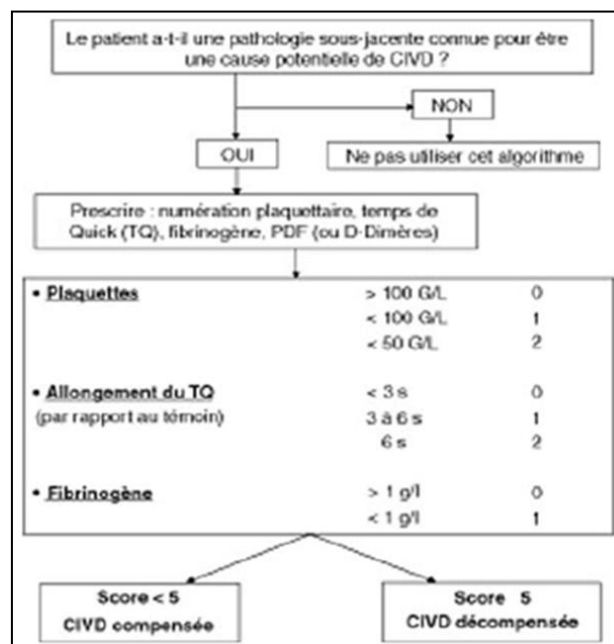 Le patient a-t-il une pathologie sous-jacente connue pour être
une cause potentielle de CIVD ?
NON
OUI
Ne pas utiliser cet algorithme
Prescrire : numération plaquettaire, temps de
Quick (TQ), fibrinogène, PDF (ou D-Dimères)
• Plaquettes > 100 G/L 0
< 100 G/L 1
< 50 G/L 2
• Allongement du TQ < 3 s 0
(par rapport au témoin) 3 à 6 s 1
6 s 2
• Fibrinogène > 1 g/l 0
< 1 g/l 1
Score < 5
CIVD compensée
Score 5
CIVD décompensée